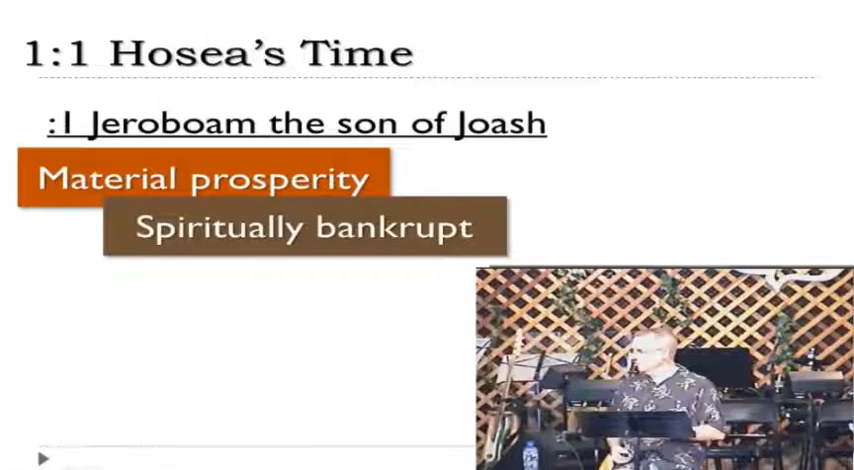 1:1 Hosea's Time
:1 Jeroboam the son of Joash
Material prosperity
Spiritually bankrupt